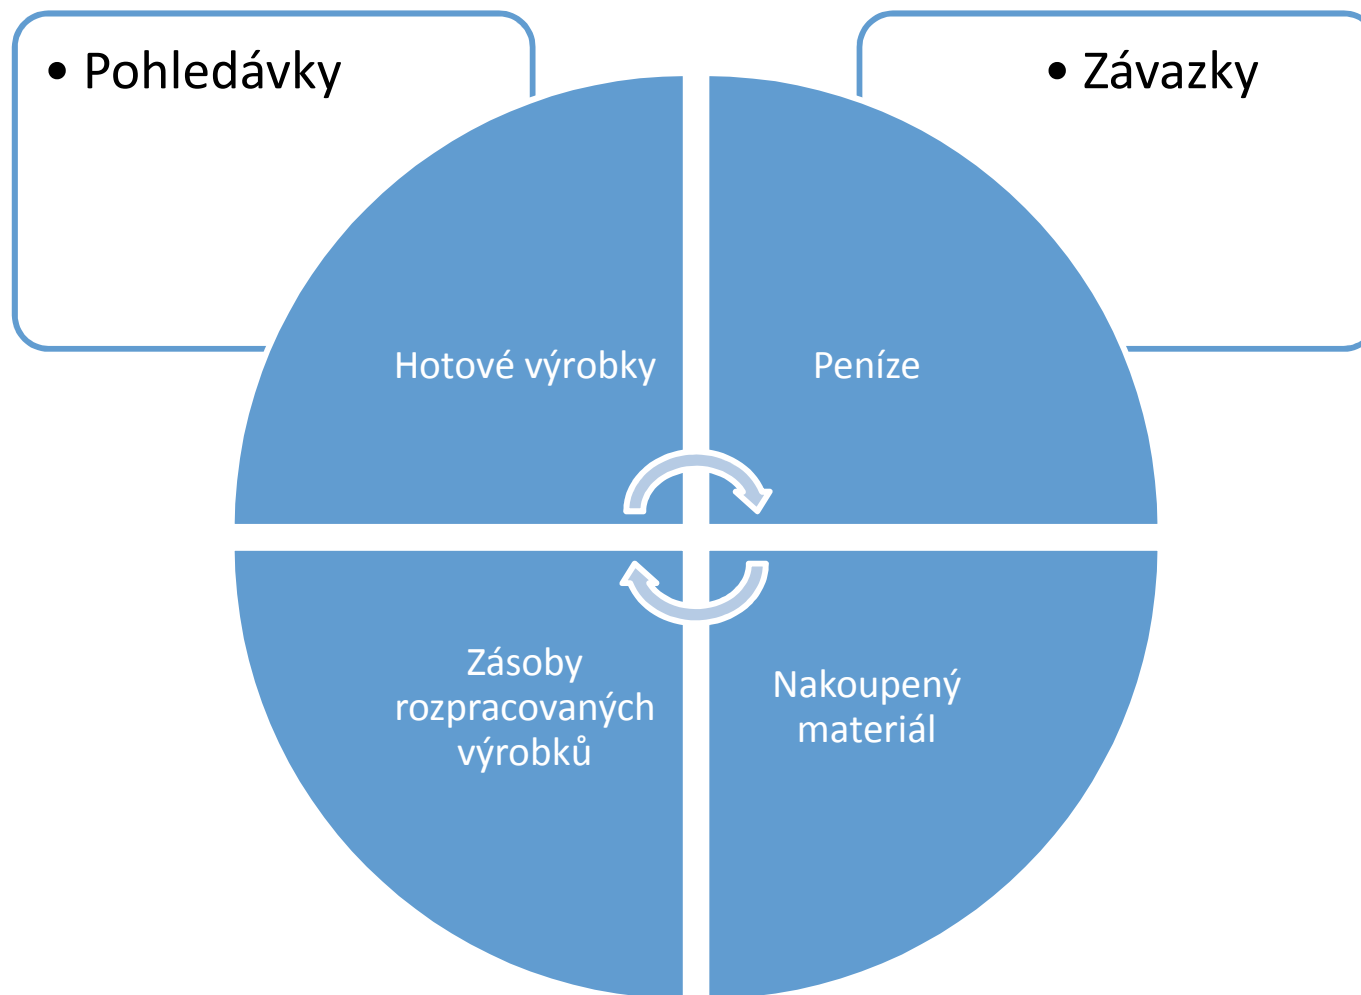 • Pohledávky
• Závazky
Hotové výrobky
Peníze
Zásoby
rozpracovaných
výrobků
Nakoupený
materiál